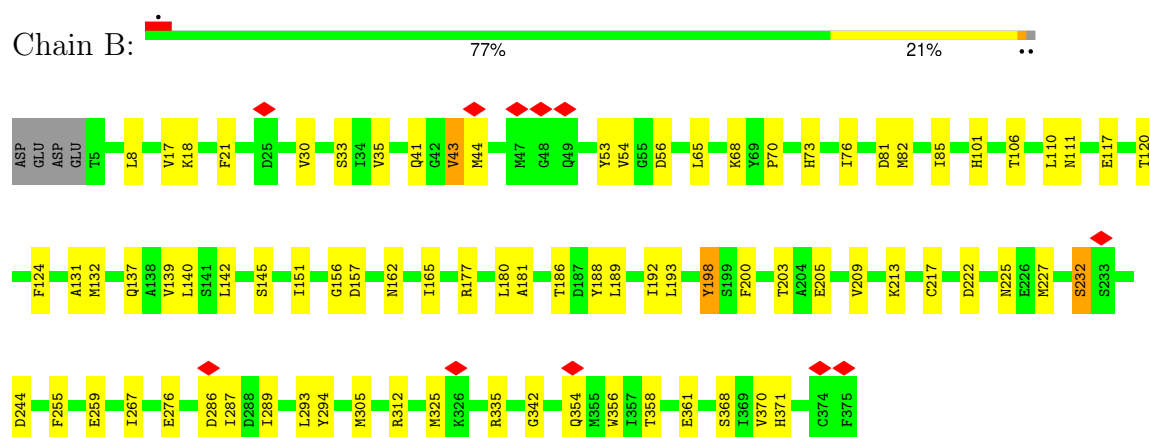 Chain B:
77% 21% ••
ASP GLU ASP GLU T5 L8 V17 K18 F21 D25 V30 S33 I34 V35 Q41 G42 V43 M44 M47 G48 Q49 Y53 V54 G55 D56 L65 K68 Y69 P70 H73 I76 D81 M82 I85 H101 T106 L110 N111 E117 T120
F124 A131 M132 Q137 A138 V139 L140 S141 L142 S145 I151 G156 D157 N162 I165 R177 L180 A181 T186 D187 Y188 L189 I192 L193 Y198 S199 F200 T203 A204 E205 V209 K213 C217 D222 N225 E226 M227 S232 S233
D244 F255 E259 I267 E276 D286 I287 D288 I289 L293 Y294 M305 R312 M325 K326 R335 G342 Q354 M355 W356 I357 T358 E361 S368 I369 V370 H371 C374 F375